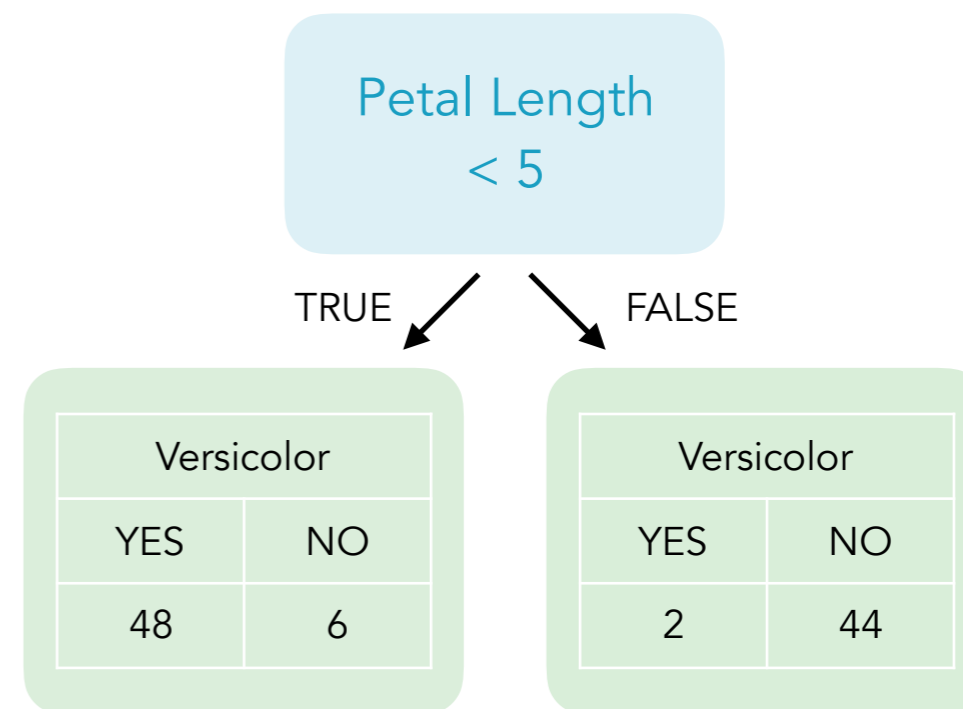 Petal Length
< 5
TRUE
FALSE
Versicolor
YES NO
48 6
Versicolor
YES NO
2 44